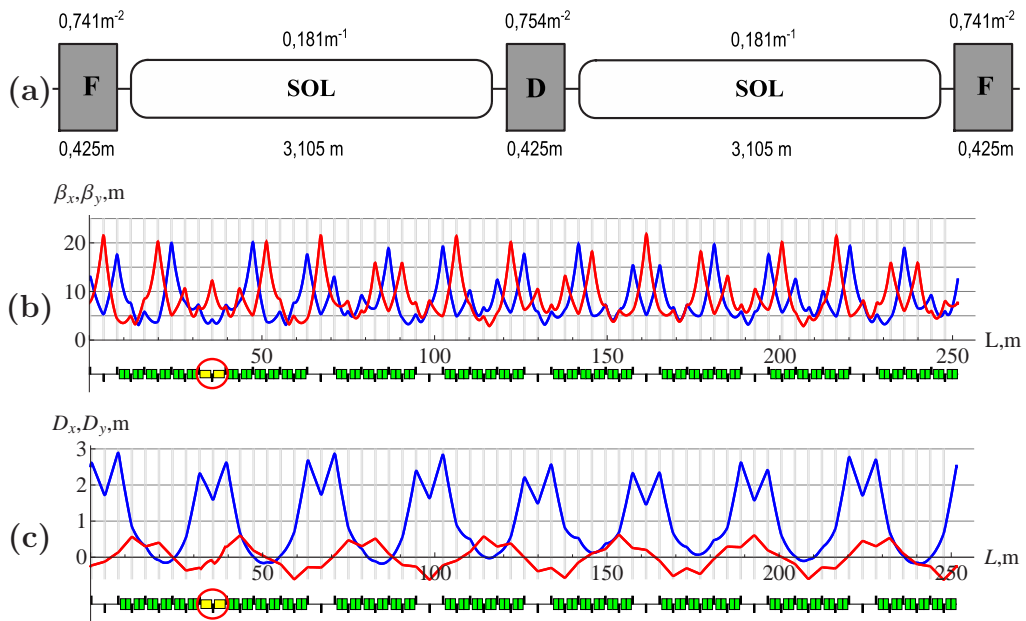 0,741m-2 0,754m-2 0,741m-2
0,181m-1 0,181m-1
(a) F SOL D SOL F
0,425m 3,105 m 0,425m 3,105 m 0,425m
βx,βy,m
20
10
0
(b)
50 100 150 200 250 L,m
Dx,Dy,m
3
2
1
0
(c)
50 100 150 200 250 L,m